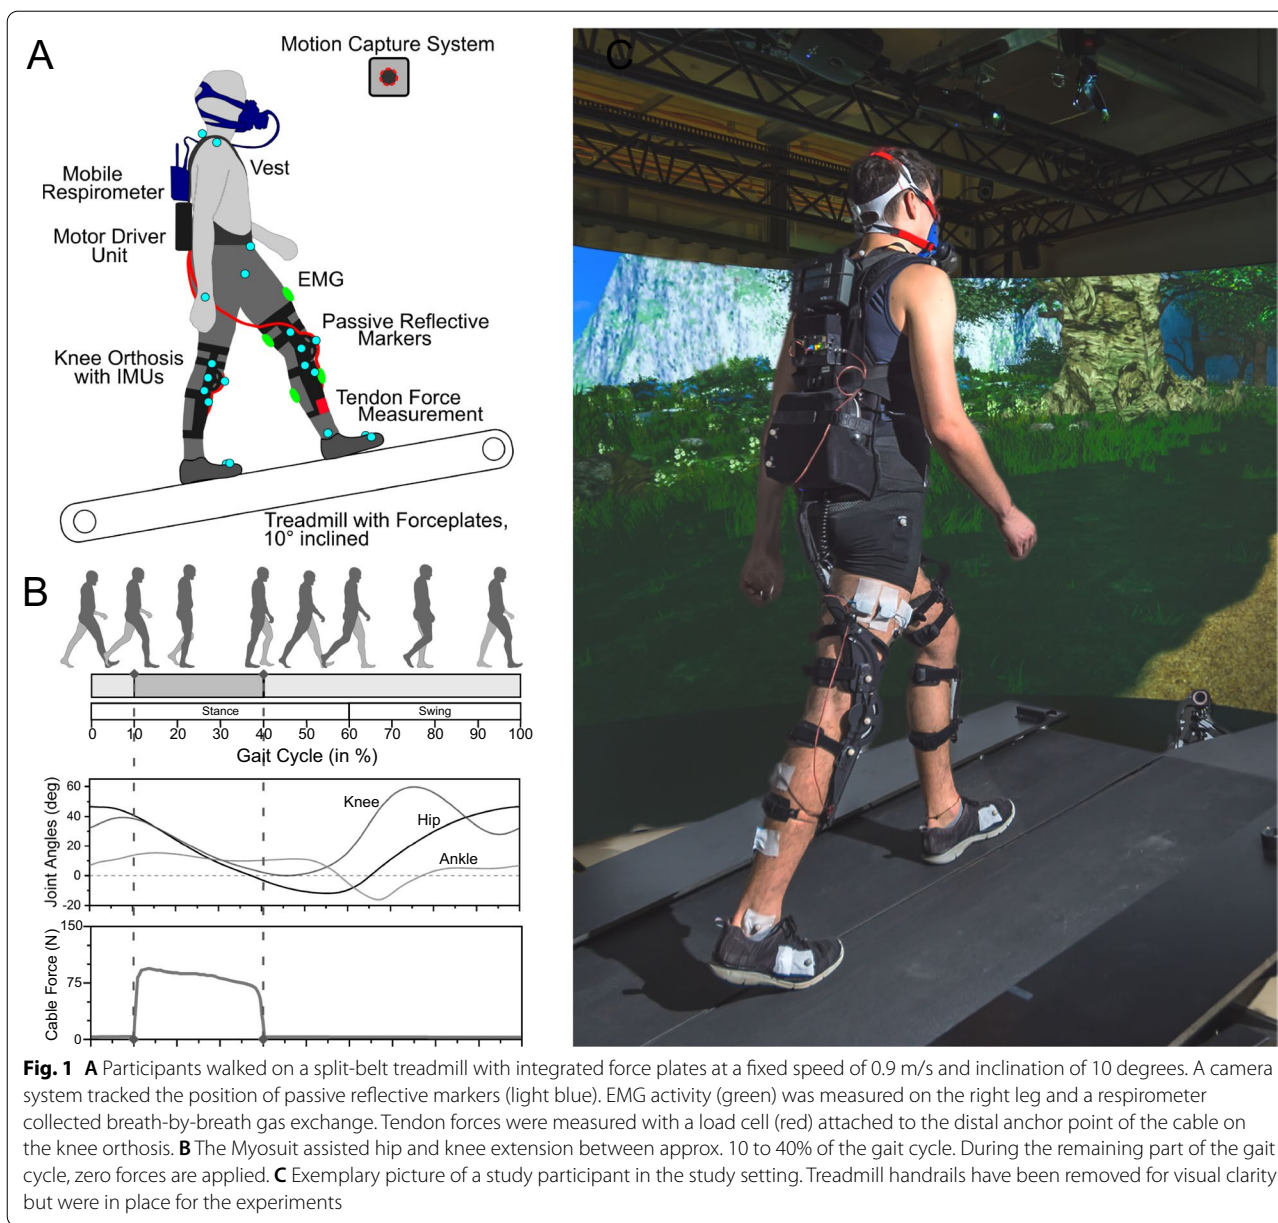 A
Motion Capture System
C
Vest
Mobile
Respirometer
Motor Driver
Unit
EMG
Passive Reflective
Markers
Knee Orthosis
with IMUs
Tendon Force
Measurement
Treadmill with Forceplates,
10° inclined
B
Stance
Swing
0 10 20 30 40 50 60 70 80 90 100
Gait Cycle (in %)
Joint Angles (deg)
60
40
20
0
-20
Knee
Hip
Ankle
Cable Force (N)
150
75
0
Fig. 1 A Participants walked on a split-belt treadmill with integrated force plates at a fixed speed of 0.9 m/s and inclination of 10 degrees. A camera
system tracked the position of passive reflective markers (light blue). EMG activity (green) was measured on the right leg and a respirometer
collected breath-by-breath gas exchange. Tendon forces were measured with a load cell (red) attached to the distal anchor point of the cable on
the knee orthosis. B The Myosuit assisted hip and knee extension between approx. 10 to 40% of the gait cycle. During the remaining part of the gait
cycle, zero forces are applied. C Exemplary picture of a study participant in the study setting. Treadmill handrails have been removed for visual clarity
but were in place for the experiments